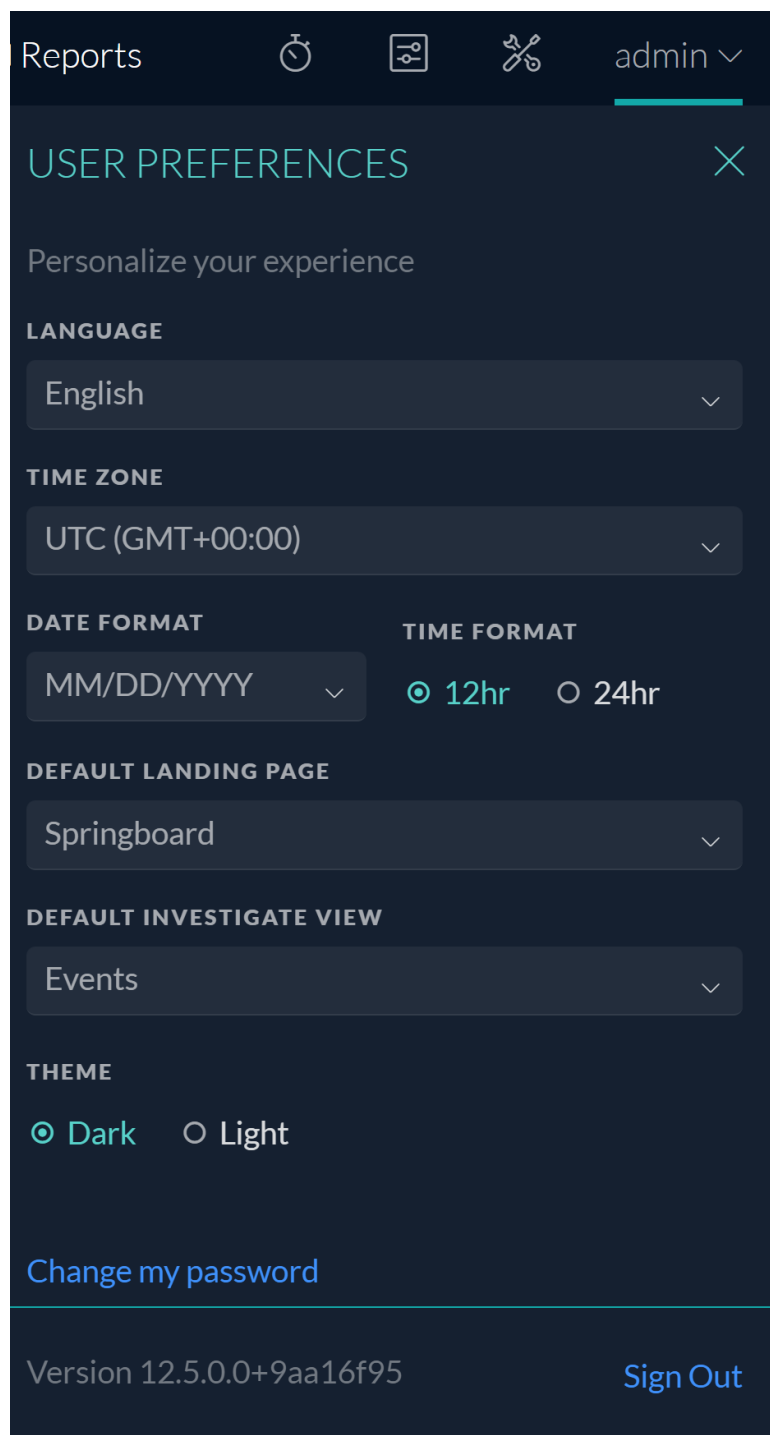 Reports
admin
USER PREFERENCES
Personalize your experience
LANGUAGE
English
TIME ZONE
UTC (GMT+00:00)
DATE FORMAT
TIME FORMAT
MM/DD/YYYY
12hr
24hr
DEFAULT LANDING PAGE
Springboard
DEFAULT INVESTIGATE VIEW
Events
THEME
Dark
Light
Change my password
Version 12.5.0.0+9aa16f95
Sign Out